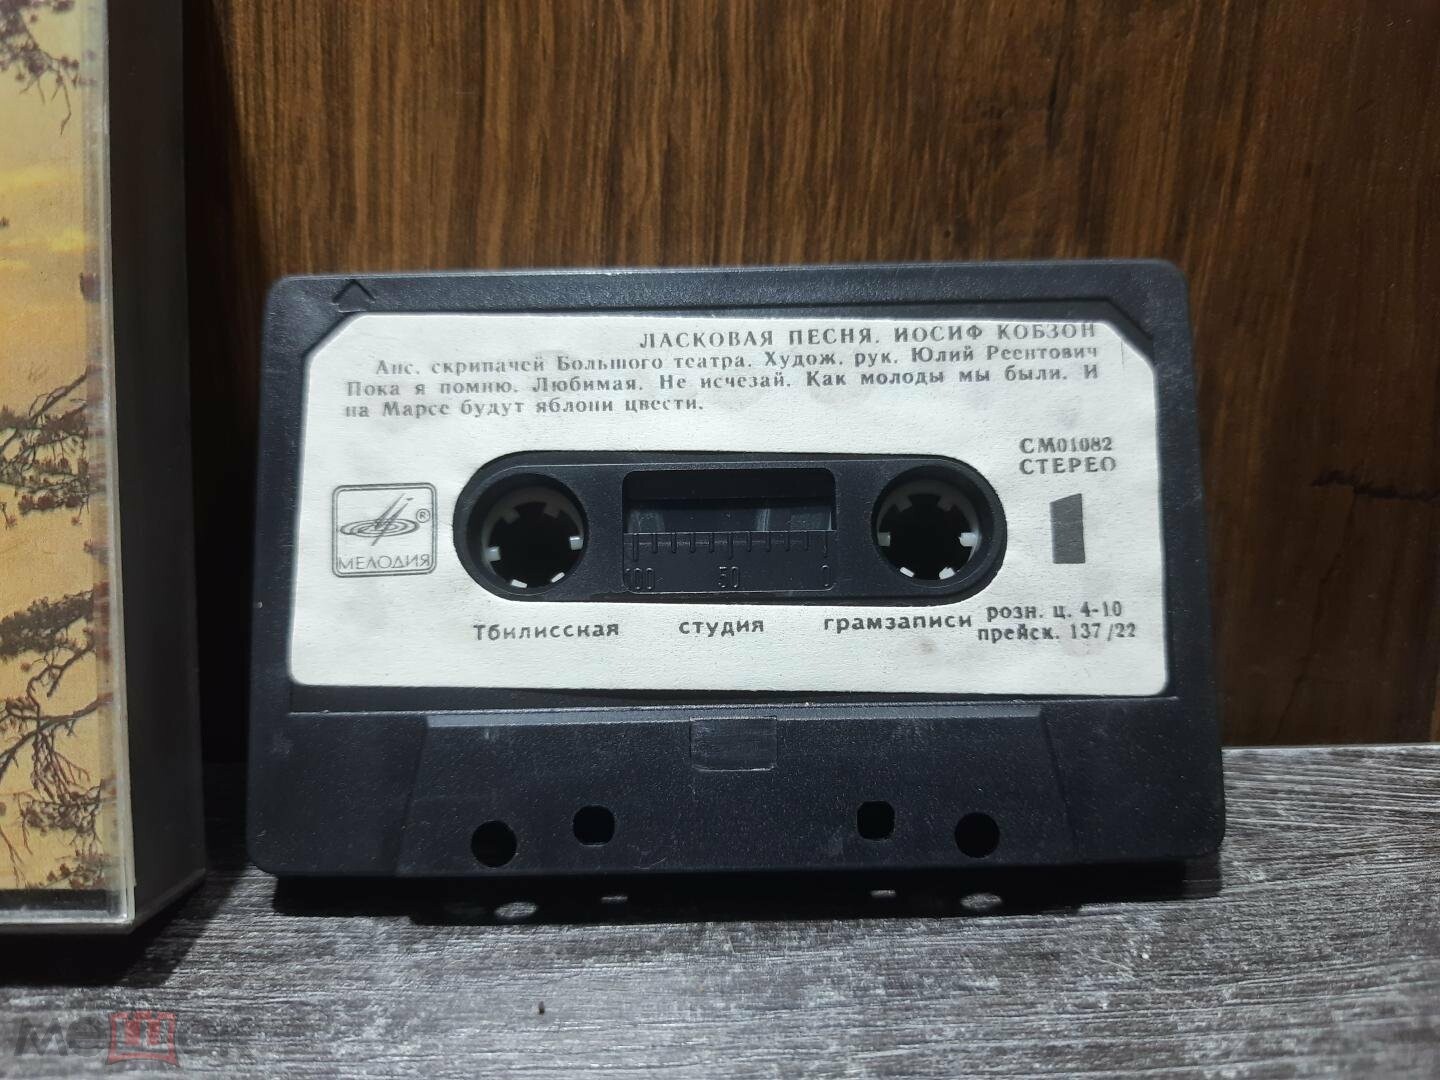 ЛАСКОВАЯ ПЕСНЯ. ИОСИФ КОБЗОН
Анс. скрипачей Большого театра. Худож. рук. Юлий Реентович
Пока я помню. Любимая. Не исчезай. Как молоды мы были. И
на Марсе будут яблони цвести.
СМ01082
СТЕРЕО
®
МЕЛОДИЯ
1
100 50 0
Тбилисская студия грамзаписи
розн. ц. 4-10
прейск. 137/22
мешок